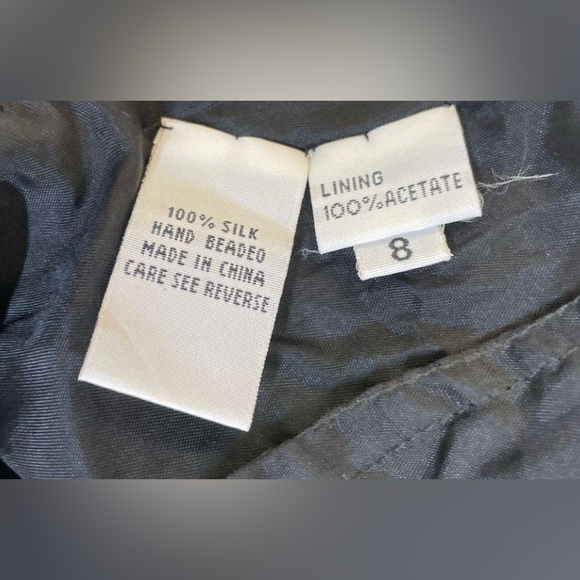 100% SILK
HAND BEADED
MADE IN CHINA
CARE SEE REVERSE
LINING
100% ACETATE
8